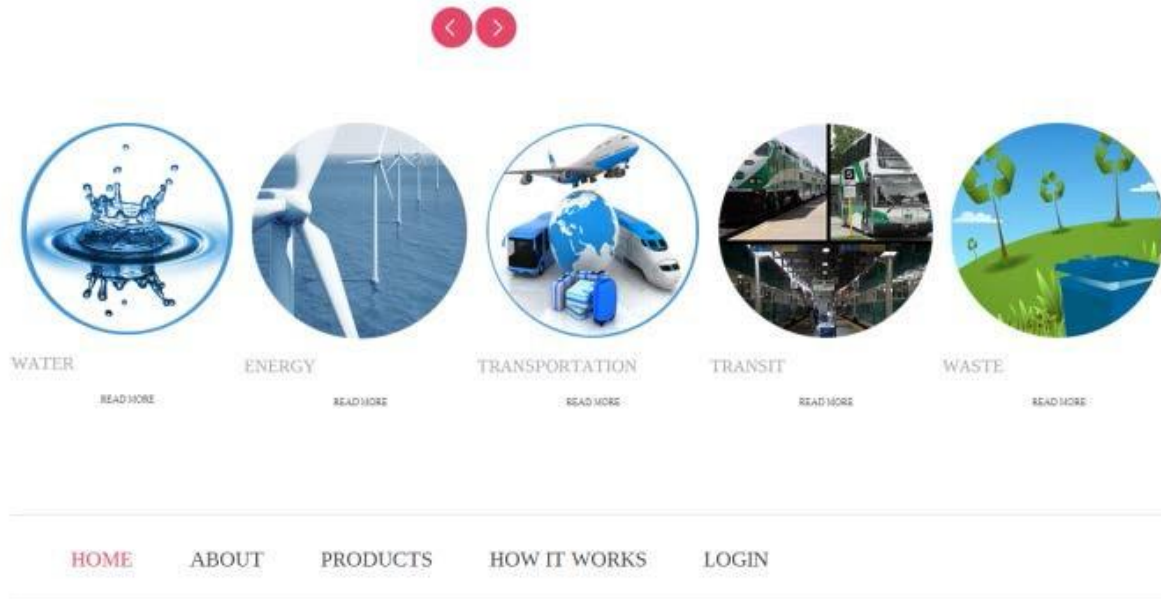 WATER
ENERGY
TRANSPORTATION
TRANSIT
WASTE
READ MORE
READ MORE
READ MORE
READ MORE
READ MORE
HOME ABOUT PRODUCTS HOW IT WORKS LOGIN